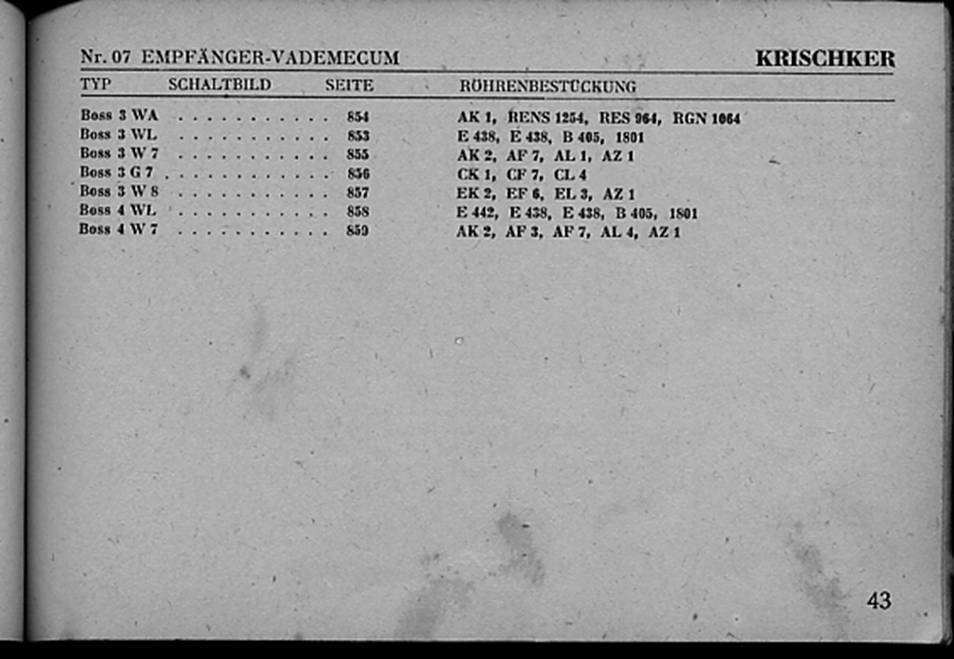 Nr. 07 EMPFÄNGER-VADEMECUM KRISCHKER
TYP SCHALTBILD SEITE RÖHRENBESTÜCKUNG
Boss 3 WA . . . . . . . . . . . . 854 AK 1, RENS 1254, RES 964, RGN 1064
Boss 3 WL . . . . . . . . . . . . 853 E 438, E 438, B 405, 1801
Boss 3 W 7 . . . . . . . . . . . . 855 AK 2, AF 7, AL 1, AZ 1
Boss 3 G 7 . . . . . . . . . . . . . 856 CK 1, CF 7, CL 4
Boss 3 W 8 . . . . . . . . . . . . 857 EK 2, EF 6, EL 3, AZ 1
Boss 4 WL . . . . . . . . . . . . 858 E 442, E 438, E 438, B 405, 1801
Boss 4 W 7 . . . . . . . . . . . . 859 AK 2, AF 3, AF 7, AL 4, AZ 1
43